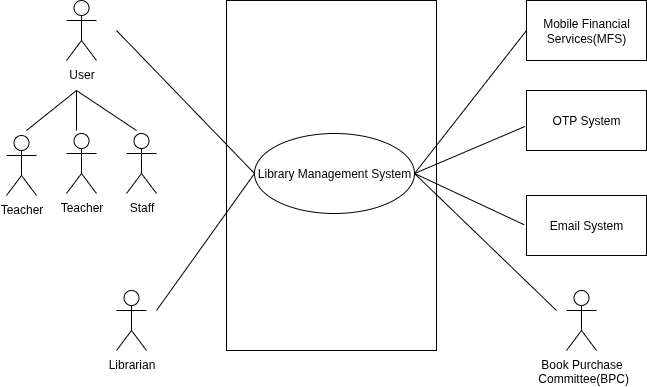 User
Teacher
Teacher
Staff
Librarian
Library Management System
Mobile Financial
Services(MFS)
OTP System
Email System
Book Purchase
Committee(BPC)